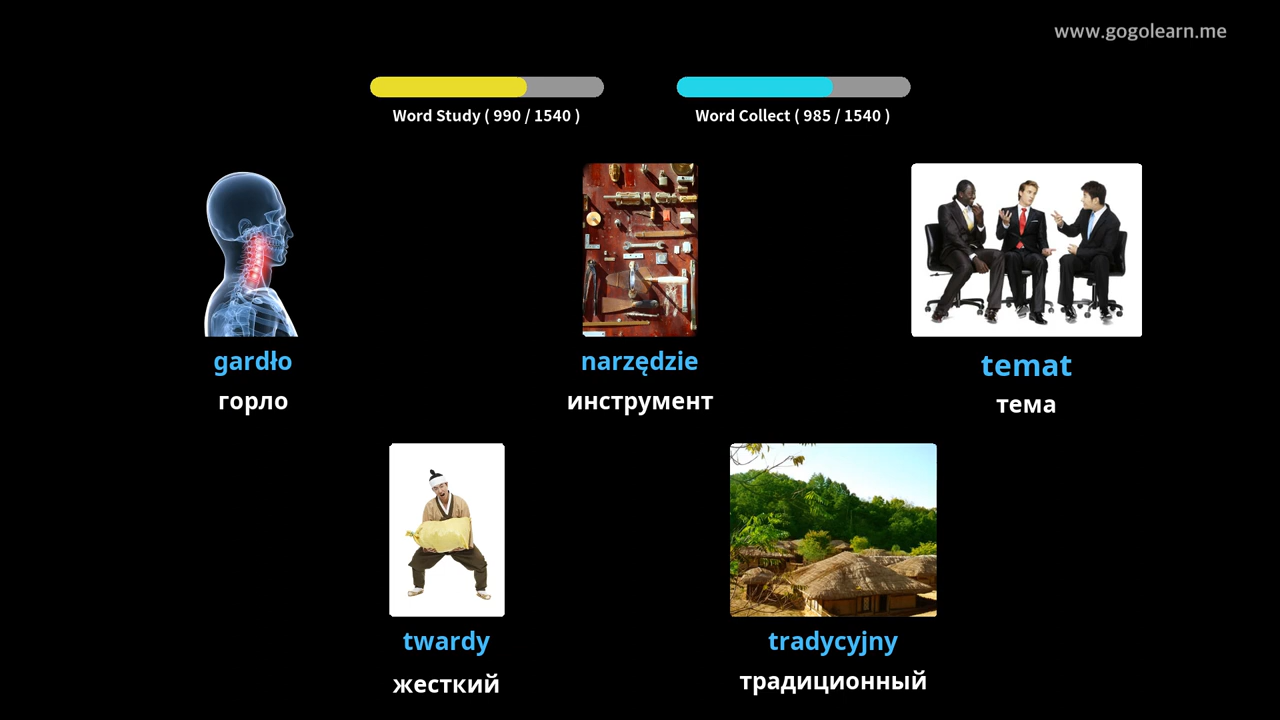 www.gogolearn.me
Word Study ( 990 / 1540 )
Word Collect ( 985 / 1540 )
gardło
горло
narzędzie
инструмент
temat
тема
twardy
жесткий
tradycyjny
традиционный